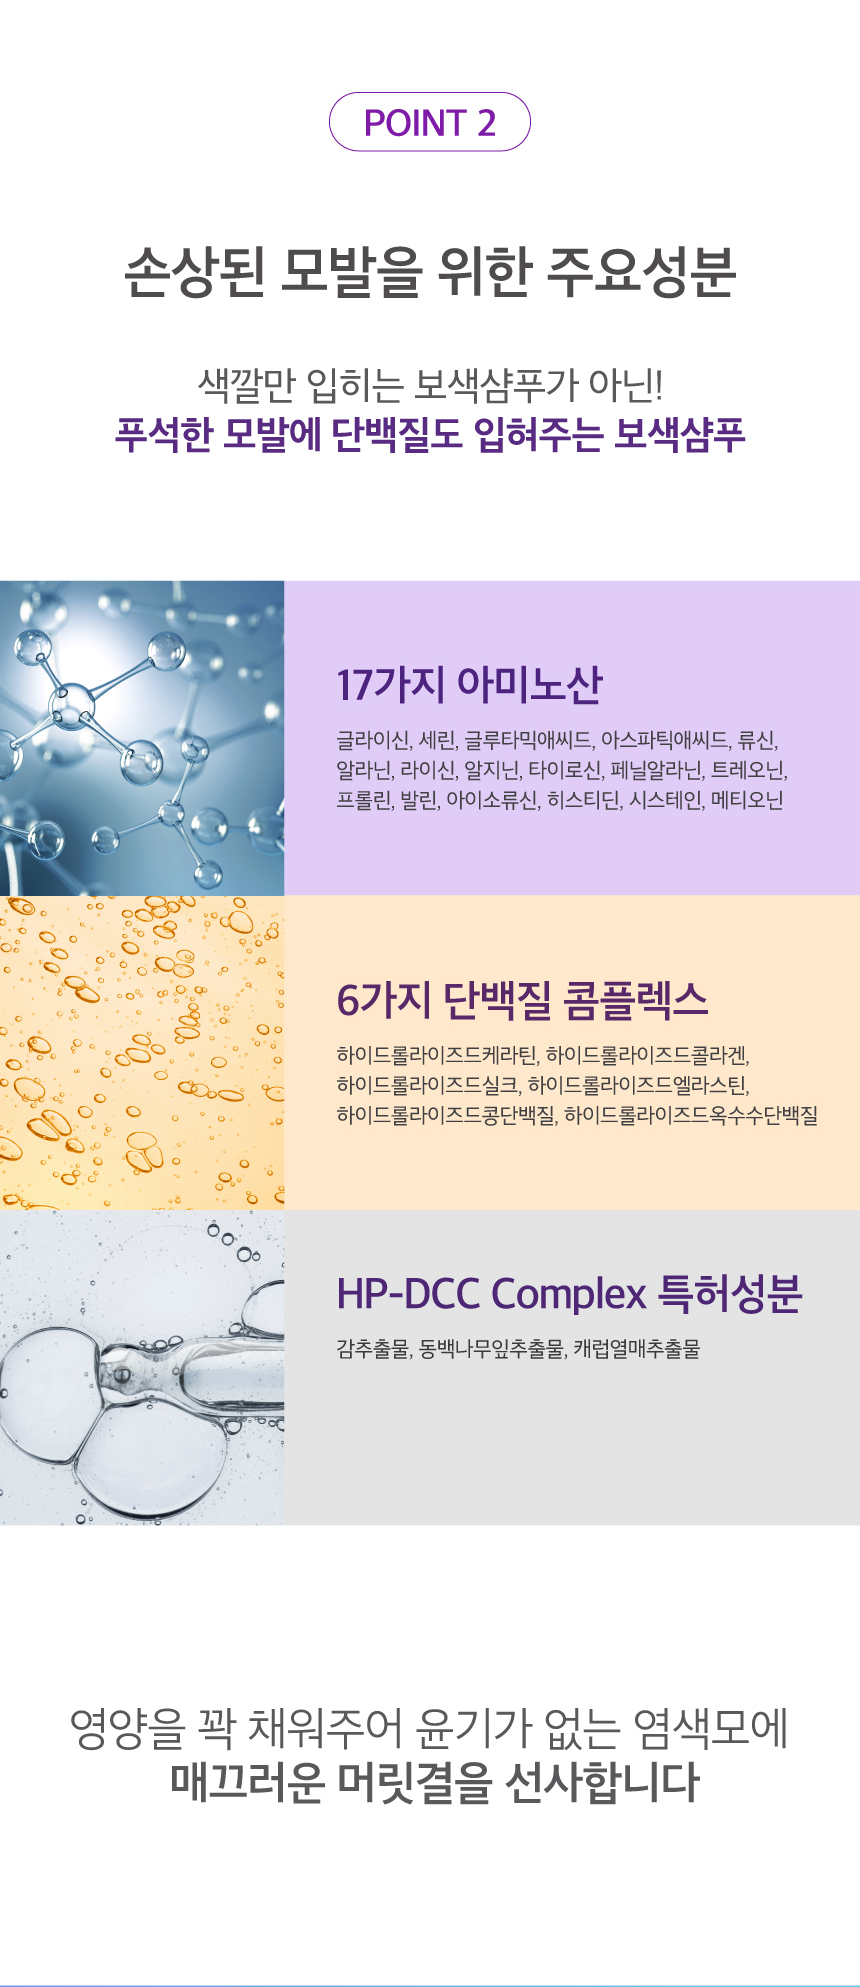 POINT 2
손상된 모발을 위한 주요성분
색깔만 입히는 보색샴푸가 아닌!
푸석한 모발에 단백질도 입혀주는 보색샴푸
17가지 아미노산
글라이신, 세린, 글루타믹애씨드, 아스파틱애씨드, 류신,
알라닌, 라이신, 알지닌, 타이로신, 페닐알라닌, 트레오닌,
프롤린, 발린, 아이소류신, 히스티딘, 시스테인, 메티오닌
6가지 단백질 콤플렉스
하이드롤라이즈드케라틴, 하이드롤라이즈드콜라겐,
하이드롤라이즈드실크, 하이드롤라이즈드엘라스틴,
하이드롤라이즈드콩단백질, 하이드롤라이즈드옥수수단백질
HP-DCC Complex 특허성분
감추출물, 동백나무잎추출물, 캐럽열매추출물
영양을 꽉 채워주어 윤기가 없는 염색모에
매끄러운 머릿결을 선사합니다